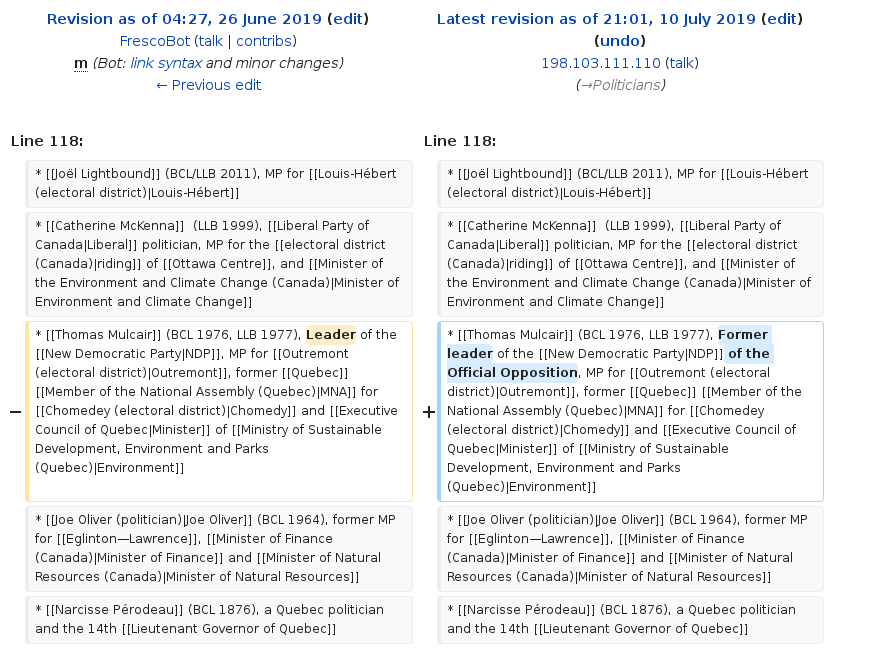 Revision as of 04:27, 26 June 2019 (edit)
FrescoBot (talk | contribs)
m (Bot: link syntax and minor changes)
← Previous edit
Latest revision as of 21:01, 10 July 2019 (edit)
(undo)
198.103.111.110 (talk)
(→Politicians)
Line 118:
* [[Joël Lightbound]] (BCL/LLB 2011), MP for [[Louis-Hébert
(electoral district)|Louis-Hébert]]
* [[Catherine McKenna]]  (LLB 1999), [[Liberal Party of
Canada|Liberal]] politician, MP for the [[electoral district
(Canada)|riding]] of [[Ottawa Centre]], and [[Minister of
the Environment and Climate Change (Canada)|Minister of
Environment and Climate Change]]
− * [[Thomas Mulcair]] (BCL 1976, LLB 1977), Leader of the
[[New Democratic Party|NDP]], MP for [[Outremont
(electoral district)|Outremont]], former [[Quebec]]
[[Member of the National Assembly (Quebec)|MNA]] for
[[Chomedey (electoral district)|Chomedy]] and [[Executive
Council of Quebec|Minister]] of [[Ministry of Sustainable
Development, Environment and Parks
(Quebec)|Environment]]
* [[Joe Oliver (politician)|Joe Oliver]] (BCL 1964), former MP
for [[Eglinton—Lawrence]], [[Minister of Finance
(Canada)|Minister of Finance]] and [[Minister of Natural
Resources (Canada)|Minister of Natural Resources]]
* [[Narcisse Pérodeau]] (BCL 1876), a Quebec politician
and the 14th [[Lieutenant Governor of Quebec]]
Line 118:
* [[Joël Lightbound]] (BCL/LLB 2011), MP for [[Louis-Hébert
(electoral district)|Louis-Hébert]]
* [[Catherine McKenna]]  (LLB 1999), [[Liberal Party of
Canada|Liberal]] politician, MP for the [[electoral district
(Canada)|riding]] of [[Ottawa Centre]], and [[Minister of
the Environment and Climate Change (Canada)|Minister of
Environment and Climate Change]]
+ * [[Thomas Mulcair]] (BCL 1976, LLB 1977), Former
leader of the [[New Democratic Party|NDP]] of the
Official Opposition, MP for [[Outremont (electoral
district)|Outremont]], former [[Quebec]] [[Member of the
National Assembly (Quebec)|MNA]] for [[Chomedey
(electoral district)|Chomedy]] and [[Executive Council of
Quebec|Minister]] of [[Ministry of Sustainable
Development, Environment and Parks
(Quebec)|Environment]]
* [[Joe Oliver (politician)|Joe Oliver]] (BCL 1964), former MP
for [[Eglinton—Lawrence]], [[Minister of Finance
(Canada)|Minister of Finance]] and [[Minister of Natural
Resources (Canada)|Minister of Natural Resources]]
* [[Narcisse Pérodeau]] (BCL 1876), a Quebec politician
and the 14th [[Lieutenant Governor of Quebec]]